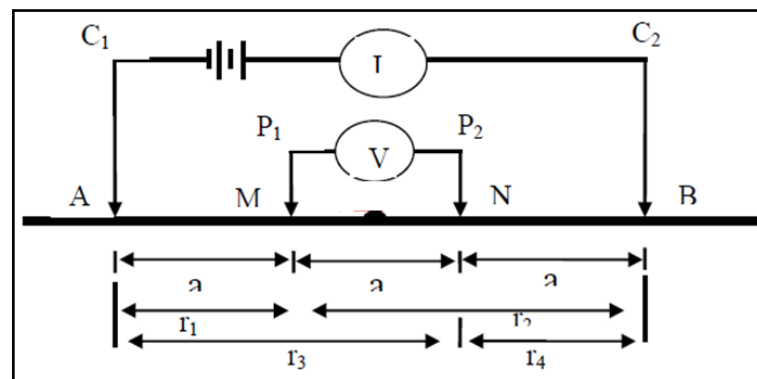 C₁ C₂
I
P₁ P₂
V
A M N B
a a a
r₁ r₂
r₃ r₄